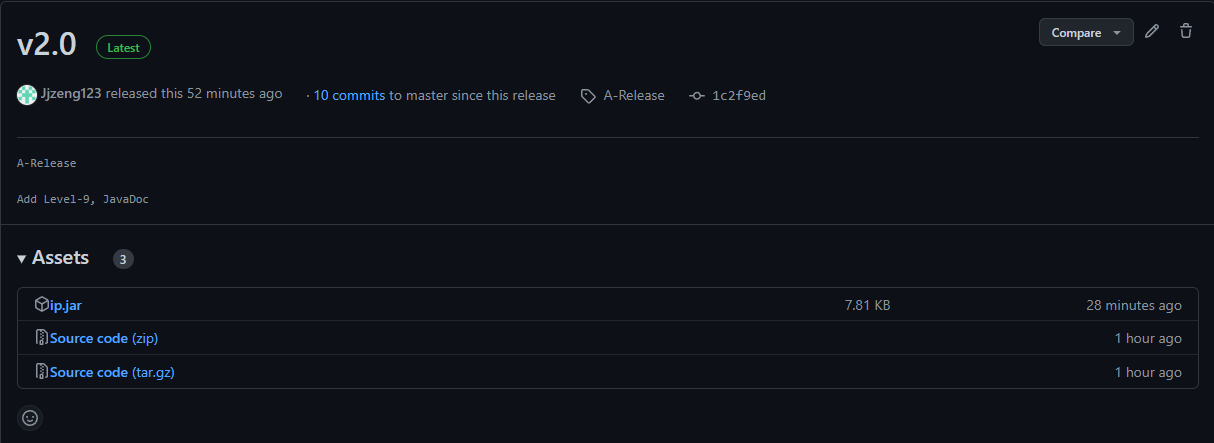 v2.0 Latest Compare
Jjzeng123 released this 52 minutes ago · 10 commits to master since this release A-Release 1c2f9ed
A-Release
Add Level-9, JavaDoc
Assets 3
ip.jar 7.81 KB 28 minutes ago
Source code (zip) 1 hour ago
Source code (tar.gz) 1 hour ago